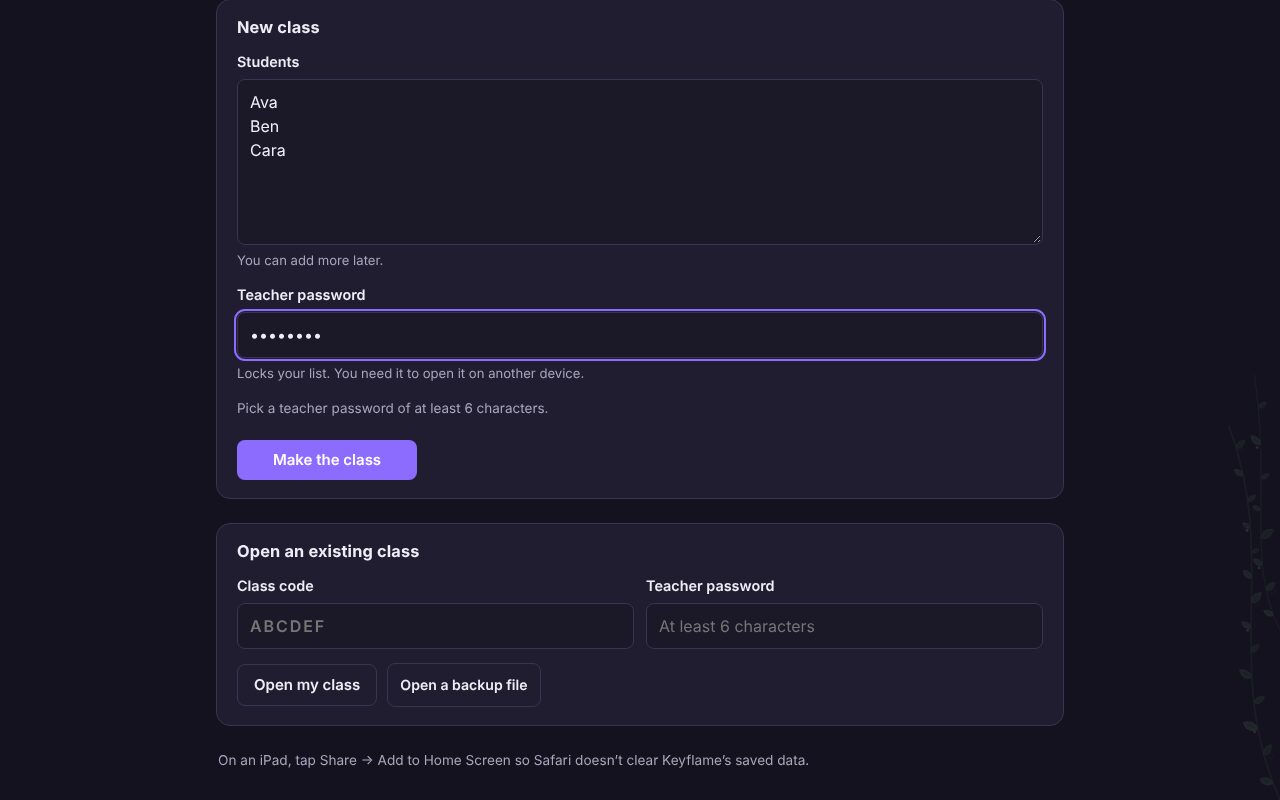 New class
Students
Ava
Ben
Cara
You can add more later.
Teacher password
••••••••
Locks your list. You need it to open it on another device.
Pick a teacher password of at least 6 characters.
Make the class
Open an existing class
Class code
Teacher password
ABCDEF
At least 6 characters
Open my class
Open a backup file
On an iPad, tap Share → Add to Home Screen so Safari doesn’t clear Keyflame’s saved data.